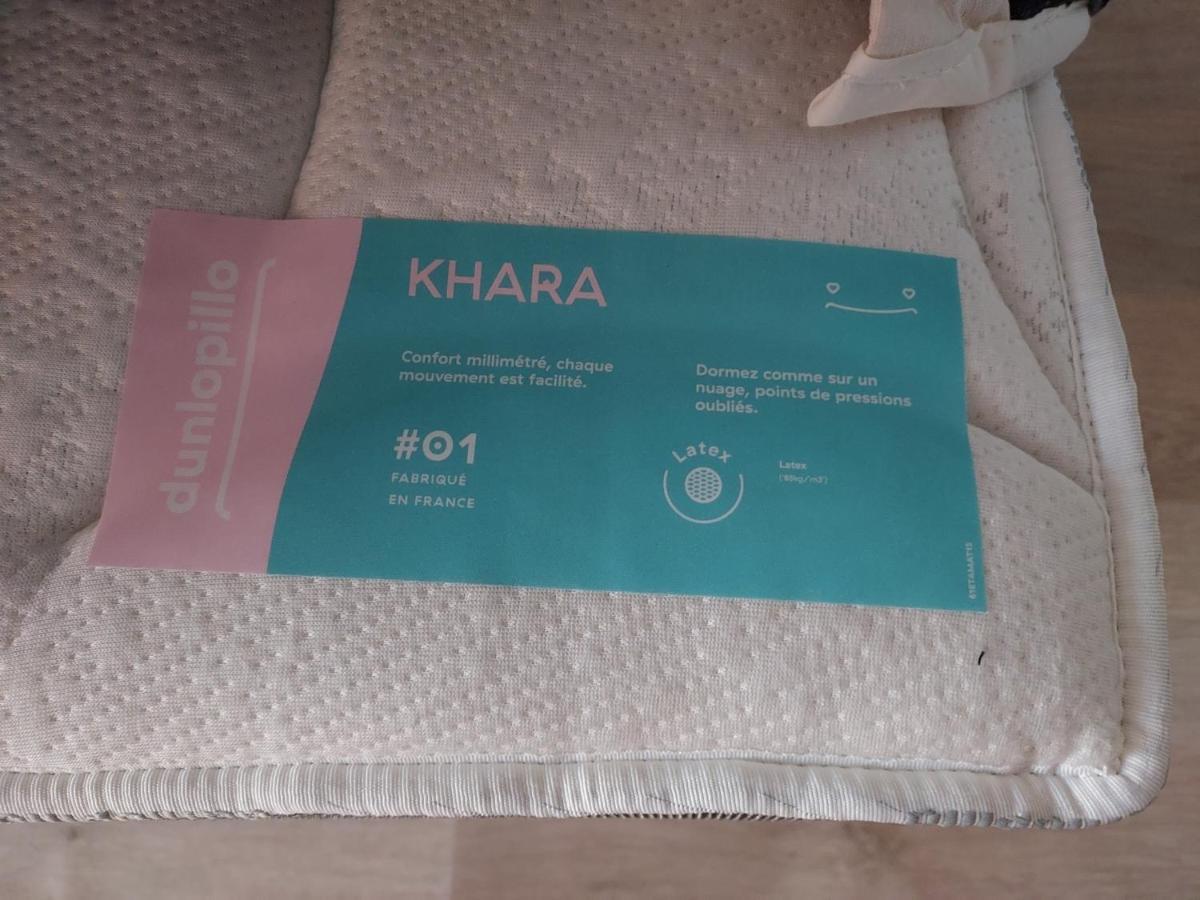 dunlopillo
KHARA
Confort millimétré, chaque
mouvement est facilité.
#01
FABRIQUÉ
EN FRANCE
Dormez comme sur un
nuage, points de pressions
oubliés.
Latex
Latex